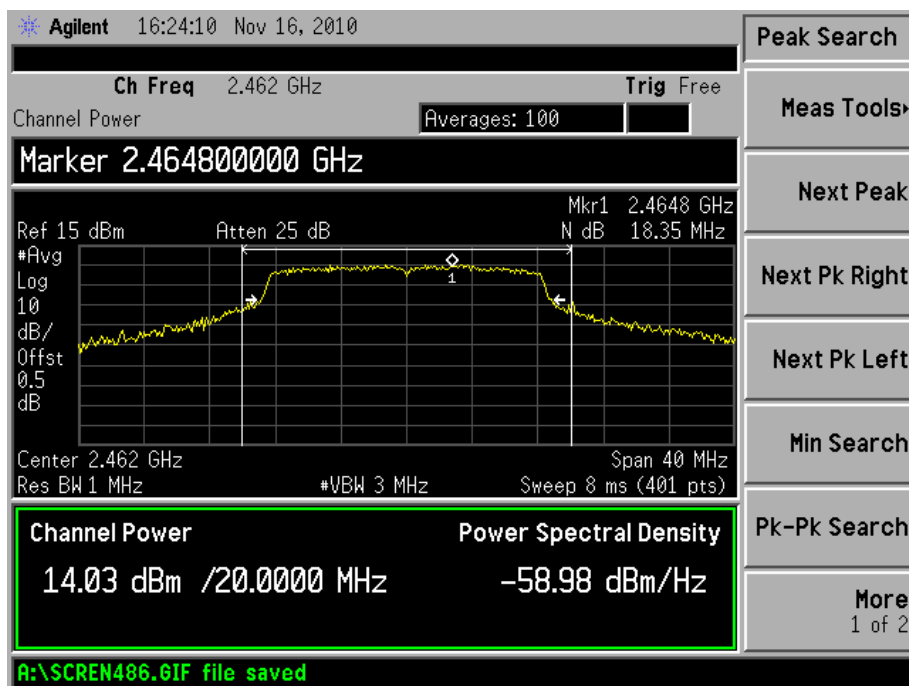 Agilent 16:24:10 Nov 16, 2010
Peak Search
Ch Freq 2.462 GHz Trig Free
Channel Power Averages: 100
Meas Tools
Marker 2.464800000 GHz
Next Peak
Mkr1 2.4648 GHz
Ref 15 dBm Atten 25 dB N dB 18.35 MHz
#Avg
Log
10
dB/
Offst
0.5
dB
1
Next Pk Right
Next Pk Left
Min Search
Center 2.462 GHz Span 40 MHz
Res BW 1 MHz #VBW 3 MHz Sweep 8 ms (401 pts)
Pk-Pk Search
Channel Power Power Spectral Density
14.03 dBm /20.0000 MHz -58.98 dBm/Hz
More
1 of 2
A:\SCREN486.GIF file saved